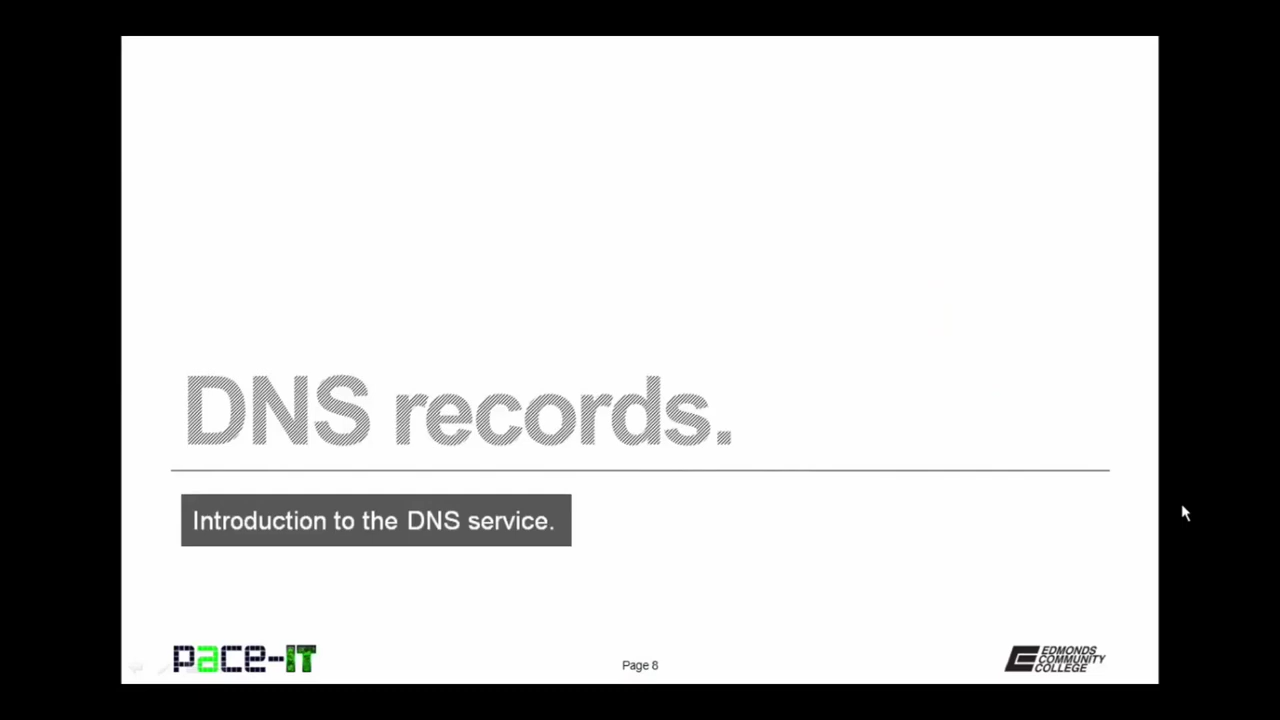 DNS records.
Introduction to the DNS service.
pace-IT
Page 8
EDMONDS
COMMUNITY
COLLEGE